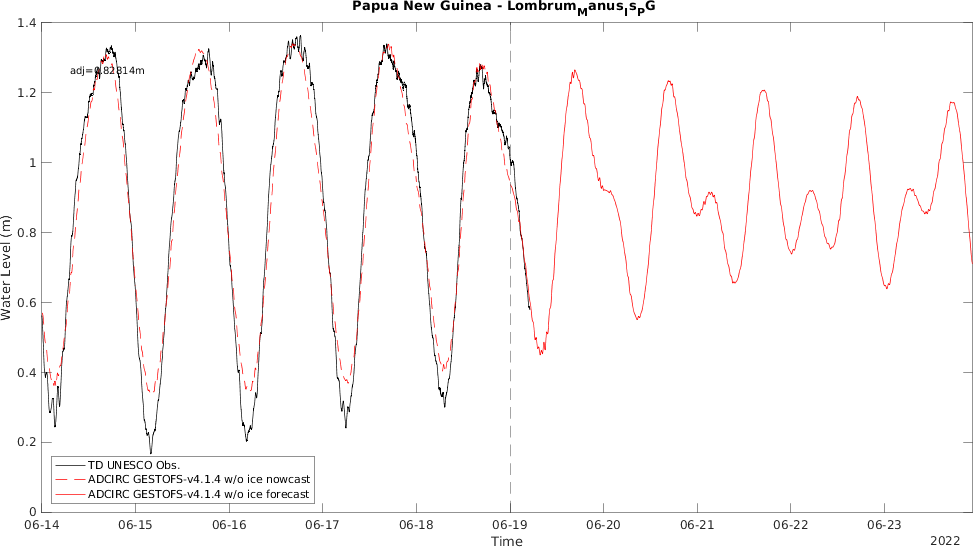 Papua New Guinea - LombrumManusIsPG
1.4
1.2
1
0.8
0.6
0.4
0.2
0
Water Level (m)
adj=0.82814m
TD UNESCO Obs.
ADCIRC GESTOFS-v4.1.4 w/o ice nowcast
ADCIRC GESTOFS-v4.1.4 w/o ice forecast
06-14 06-15 06-16 06-17 06-18 06-19 06-20 06-21 06-22 06-23
Time
2022